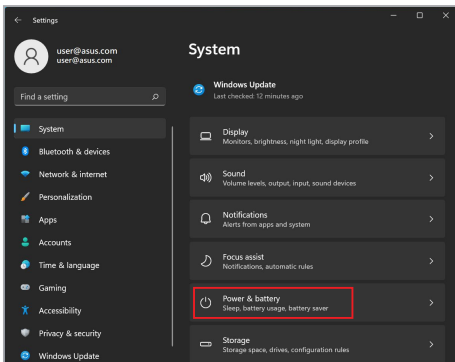 Settings
user@asus.com
user@asus.com
Find a setting
System
Bluetooth & devices
Network & internet
Personalization
Apps
Accounts
Time & language
Gaming
Accessibility
Privacy & security
Windows Update
System
Windows Update
Last checked: 12 minutes ago
Display
Monitors, brightness, night light, display profile
Sound
Volume levels, output, input, sound devices
Notifications
Alerts from apps and system
Focus assist
Notifications, automatic rules
Power & battery
Sleep, battery usage, battery saver
Storage
Storage space, drives, configuration rules